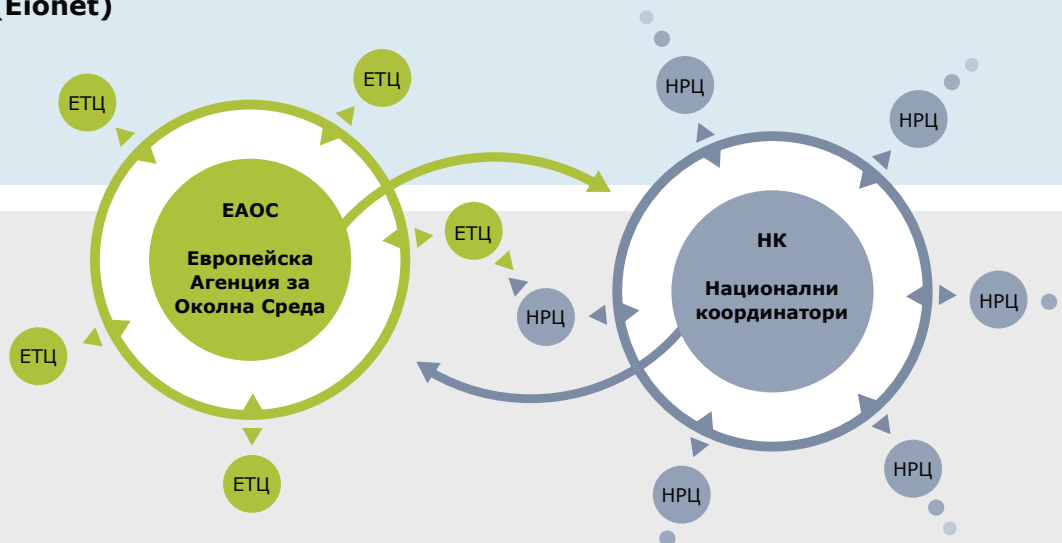 (Eionet)
ЕТЦ
ЕТЦ
НРЦ
НРЦ
ЕАОС
Европейска
Агенция за
Околна Среда
ЕТЦ
НРЦ
НК
Национални
координатори
НРЦ
ЕТЦ
ЕТЦ
НРЦ
НРЦ